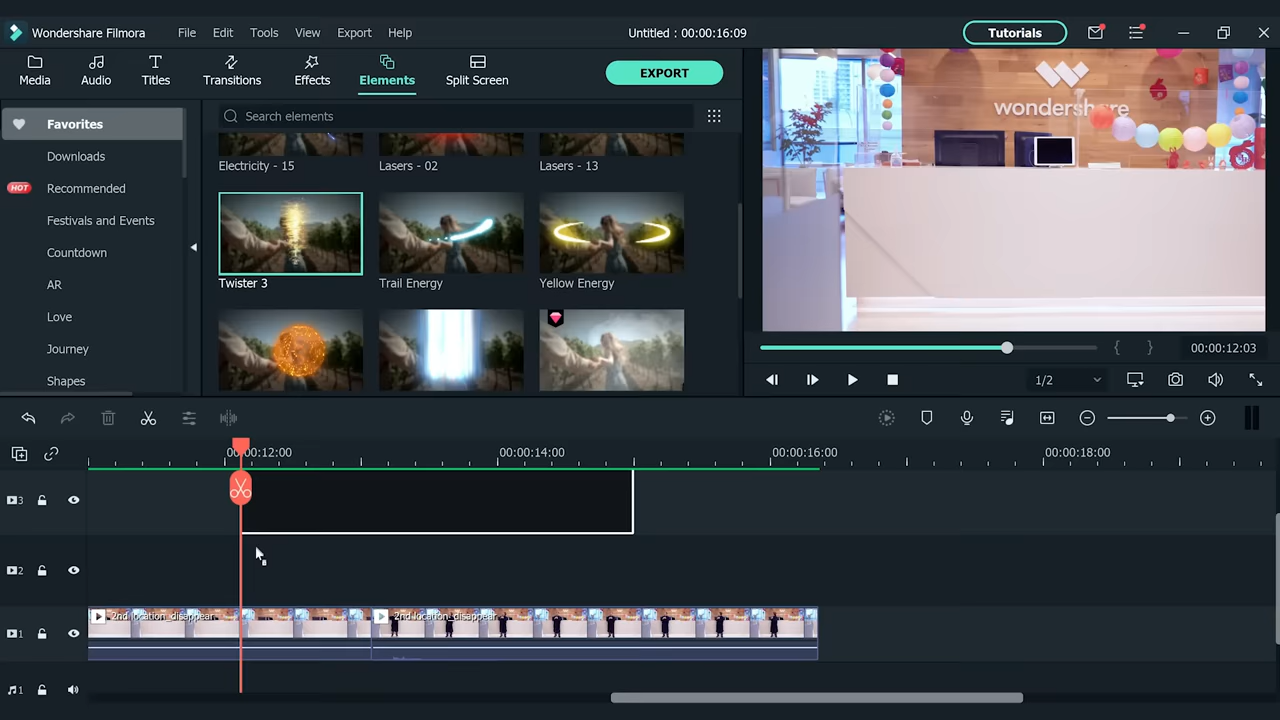 Wondershare Filmora
File
Edit
Tools
View
Export
Help
Untitled : 00:00:16:09
Tutorials
Media
Audio
Titles
Transitions
Effects
Elements
Split Screen
EXPORT
Favorites
Downloads
HOT
Recommended
Festivals and Events
Countdown
AR
Love
Journey
Shapes
Search elements
Electricity - 15
Lasers - 02
Lasers - 13
Twister 3
Trail Energy
Yellow Energy
wondershare
00:00:12:03
1/2
00:00:12:00
00:00:14:00
00:00:16:00
00:00:18:00
3
2
1
2nd location_disappear
2nd location_disappear
1